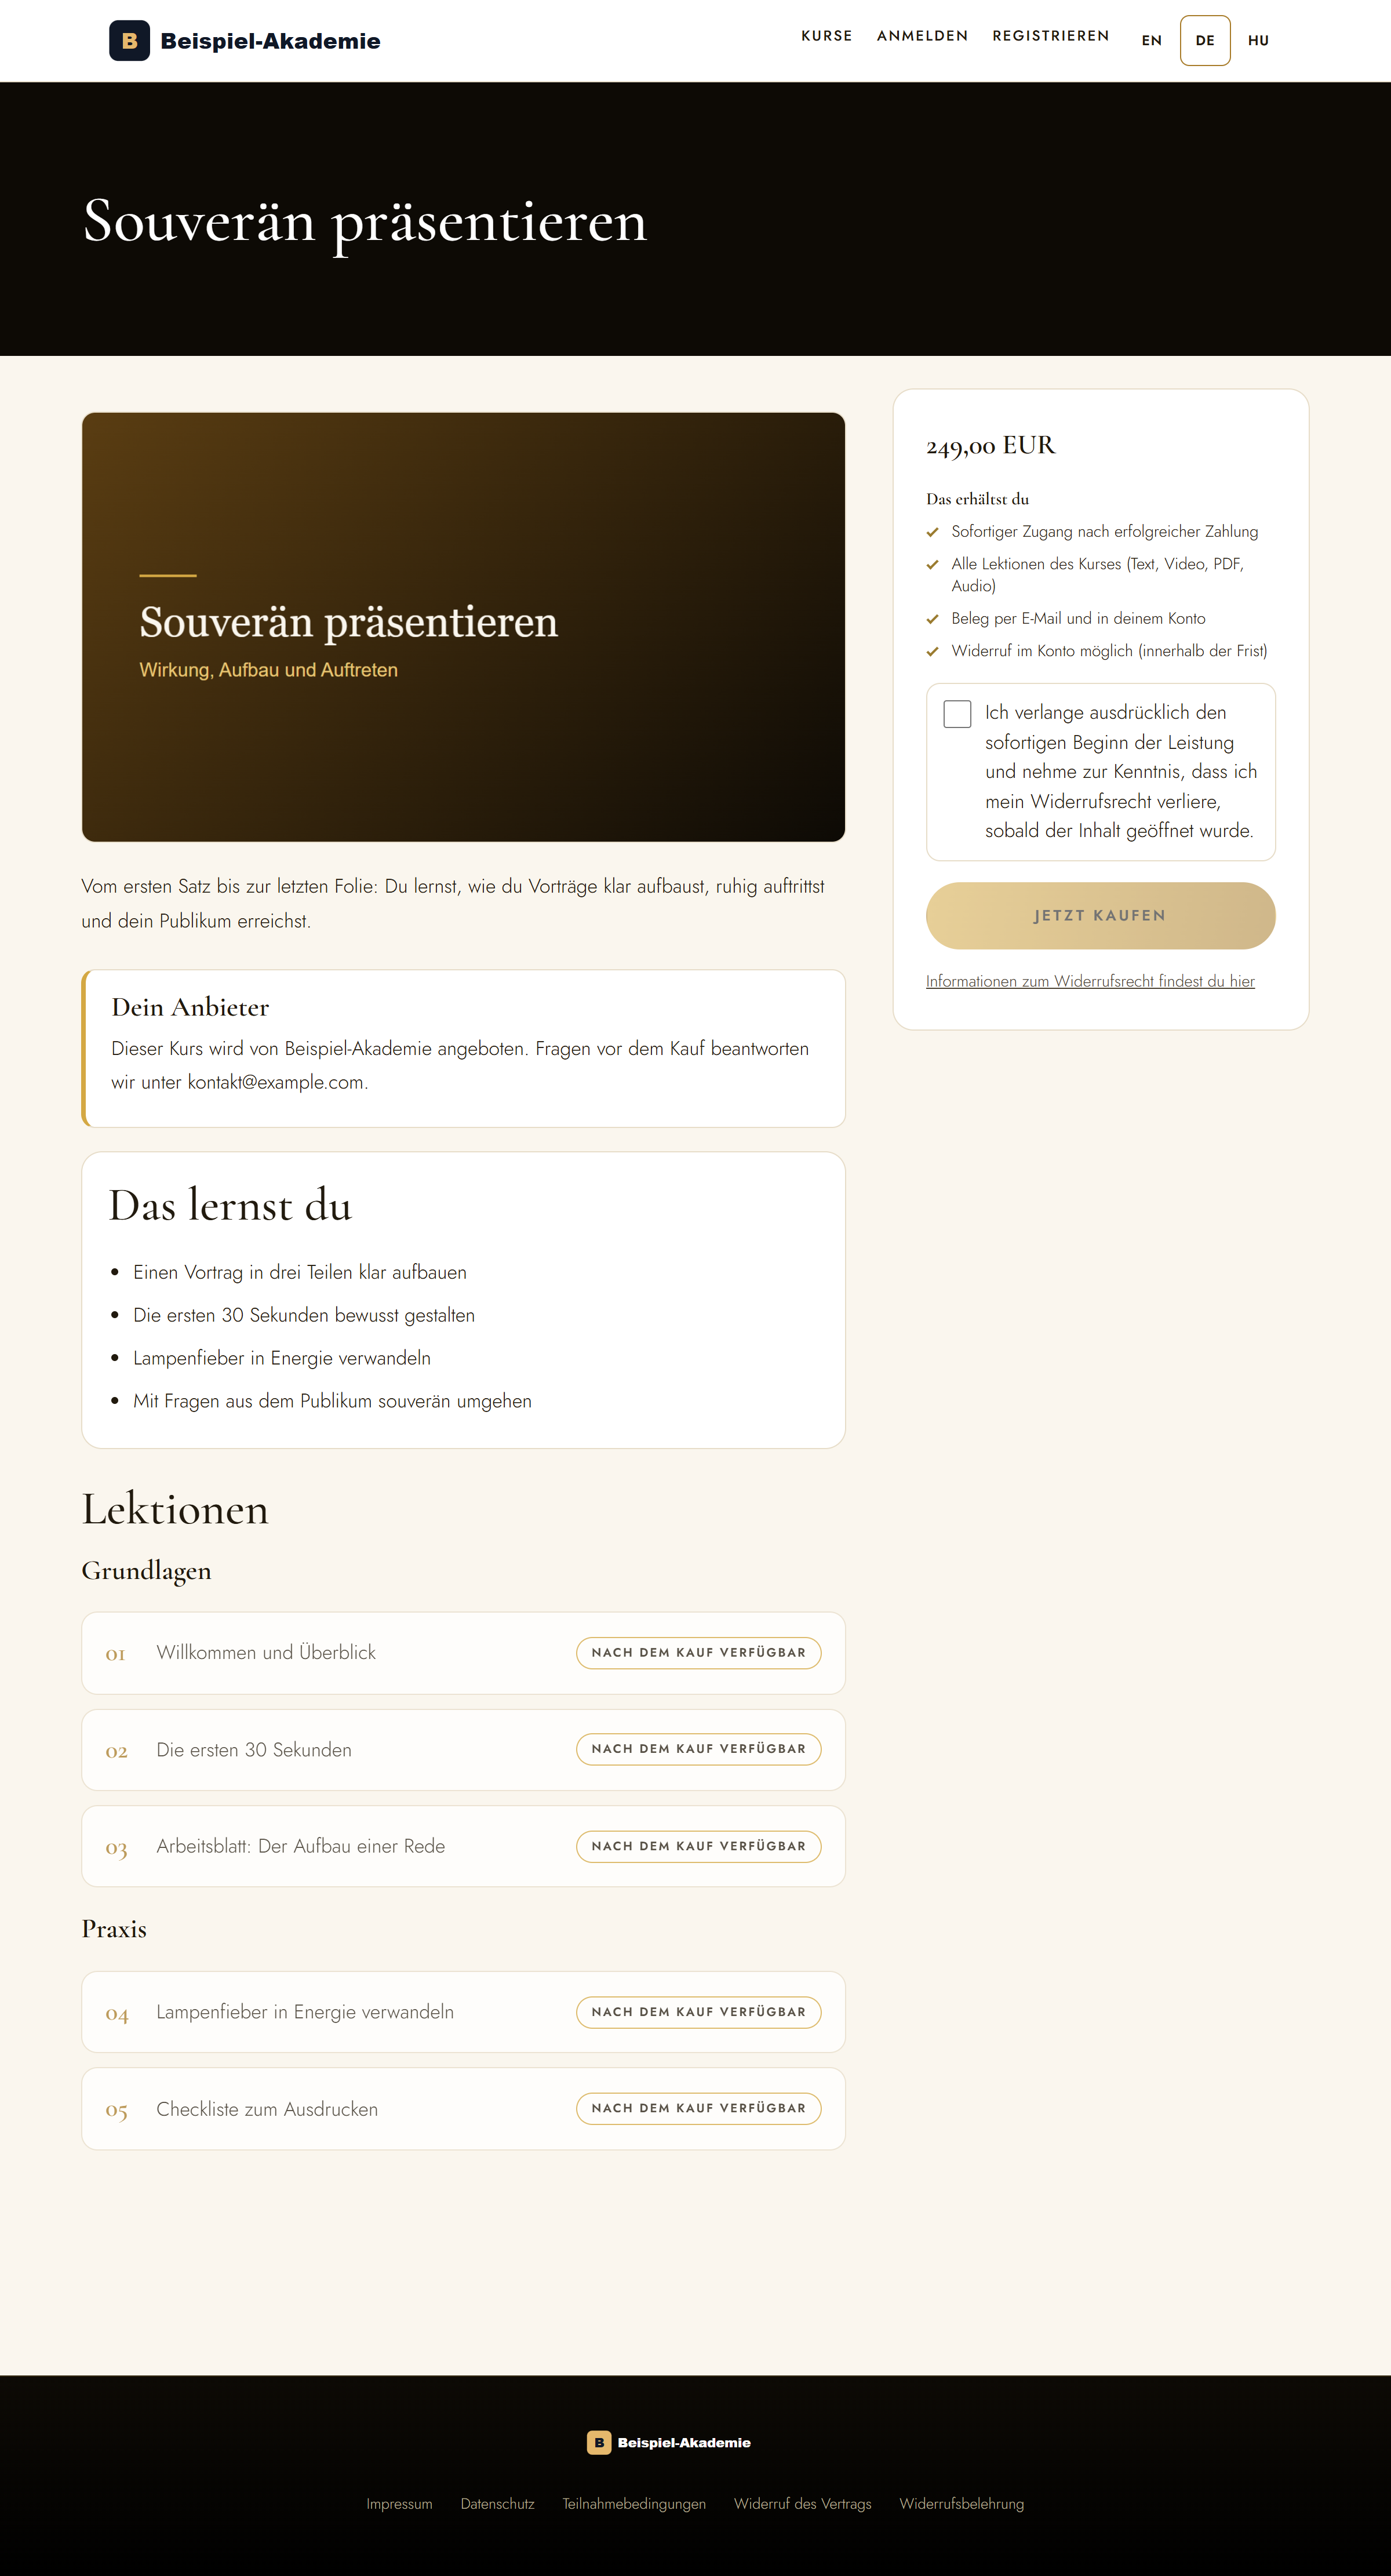 B Beispiel-Akademie
KURSE ANMELDEN REGISTRIEREN EN DE HU
Souverän präsentieren
Souverän präsentieren
Wirkung, Aufbau und Auftreten
Vom ersten Satz bis zur letzten Folie: Du lernst, wie du Vorträge klar aufbaust, ruhig auftrittst
und dein Publikum erreichst.
Dein Anbieter
Dieser Kurs wird von Beispiel-Akademie angeboten. Fragen vor dem Kauf beantworten
wir unter kontakt@example.com.
Das lernst du
Einen Vortrag in drei Teilen klar aufbauen
Die ersten 30 Sekunden bewusst gestalten
Lampenfieber in Energie verwandeln
Mit Fragen aus dem Publikum souverän umgehen
Lektionen
Grundlagen
01 Willkommen und Überblick NACH DEM KAUF VERFÜGBAR
02 Die ersten 30 Sekunden NACH DEM KAUF VERFÜGBAR
03 Arbeitsblatt: Der Aufbau einer Rede NACH DEM KAUF VERFÜGBAR
Praxis
04 Lampenfieber in Energie verwandeln NACH DEM KAUF VERFÜGBAR
05 Checkliste zum Ausdrucken NACH DEM KAUF VERFÜGBAR
249,00 EUR
Das erhältst du
Sofortiger Zugang nach erfolgreicher Zahlung
Alle Lektionen des Kurses (Text, Video, PDF,
Audio)
Beleg per E-Mail und in deinem Konto
Widerruf im Konto möglich (innerhalb der Frist)
Ich verlange ausdrücklich den
sofortigen Beginn der Leistung
und nehme zur Kenntnis, dass ich
mein Widerrufsrecht verliere,
sobald der Inhalt geöffnet wurde.
JETZT KAUFEN
Informationen zum Widerrufsrecht findest du hier
B Beispiel-Akademie
Impressum Datenschutz Teilnahmebedingungen Widerruf des Vertrags Widerrufsbelehrung